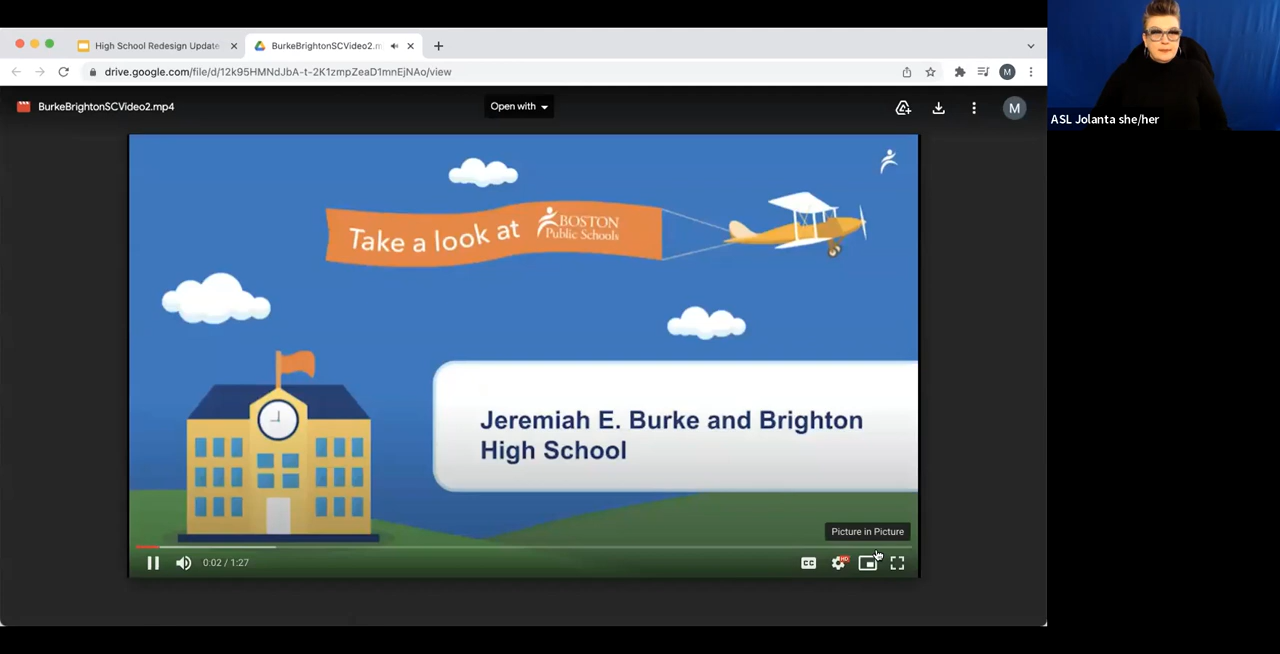 High School Redesign Update
BurkeBrightonSCVideo2.m
drive.google.com/file/d/12k95HMNdJbA-t-2K1zmpZeaD1mnEjNAo/view
M
BurkeBrightonSCVideo2.mp4
Open with
M
ASL Jolanta she/her
Take a look at
BOSTON
Public Schools
Jeremiah E. Burke and Brighton
High School
Picture in Picture
0:02 / 1:27
CC
HD